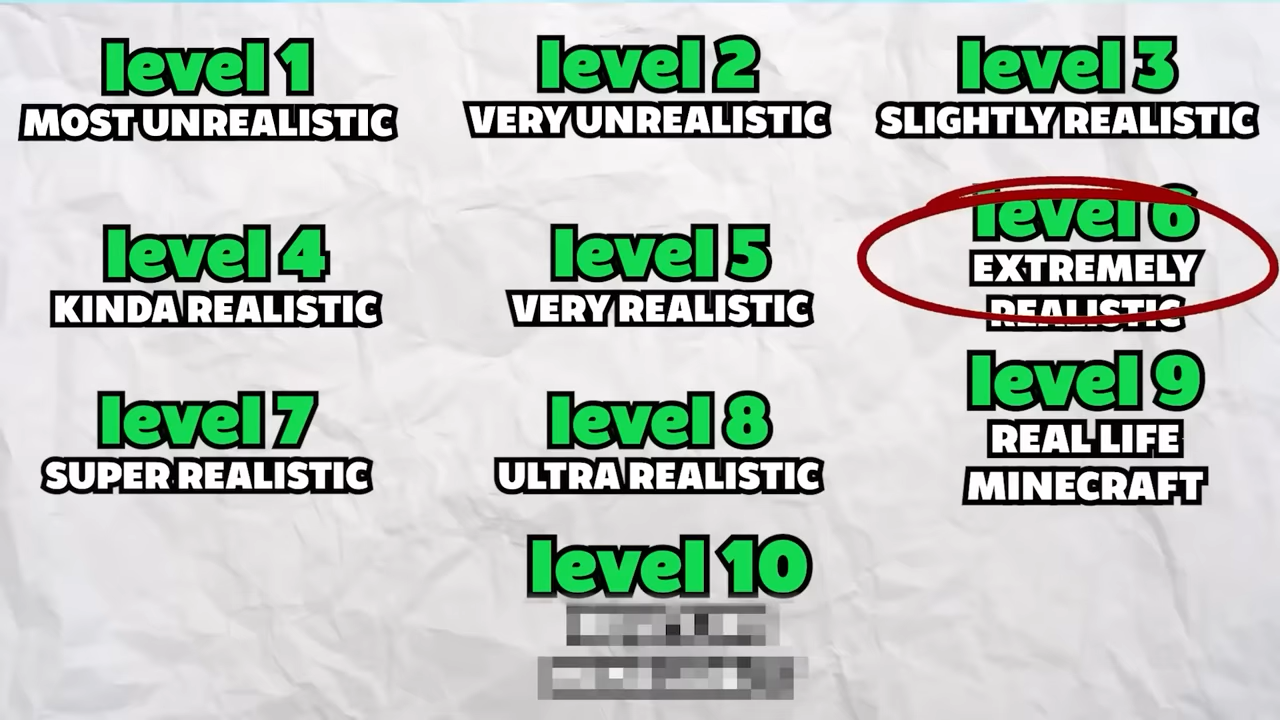 level 1
MOST UNREALISTIC
level 2
VERY UNREALISTIC
level 3
SLIGHTLY REALISTIC
level 4
KINDA REALISTIC
level 5
VERY REALISTIC
level 6
EXTREMELY
REALISTIC
level 7
SUPER REALISTIC
level 8
ULTRA REALISTIC
level 9
REAL LIFE
MINECRAFT
level 10